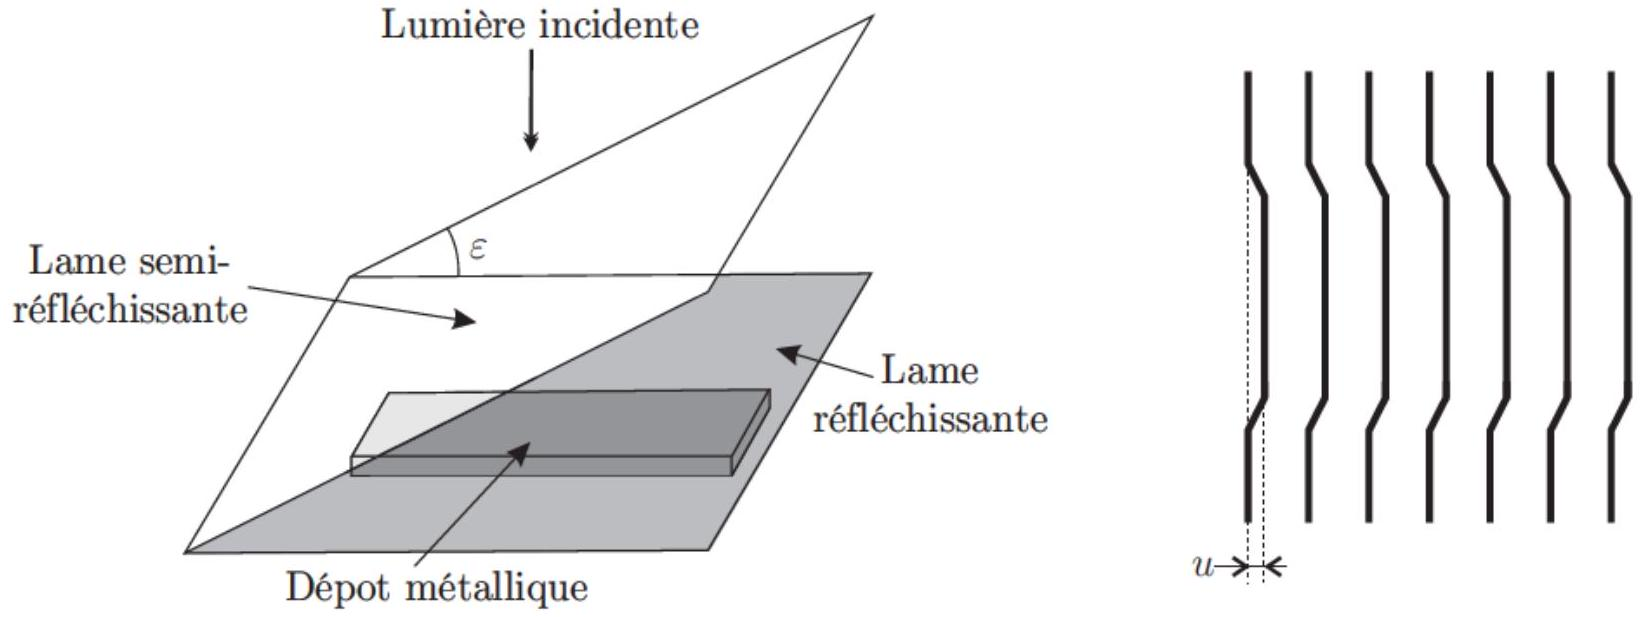 Lumière incidente
ε
Lame semi-
réfléchissante
Lame
réfléchissante
Dépot métallique
u